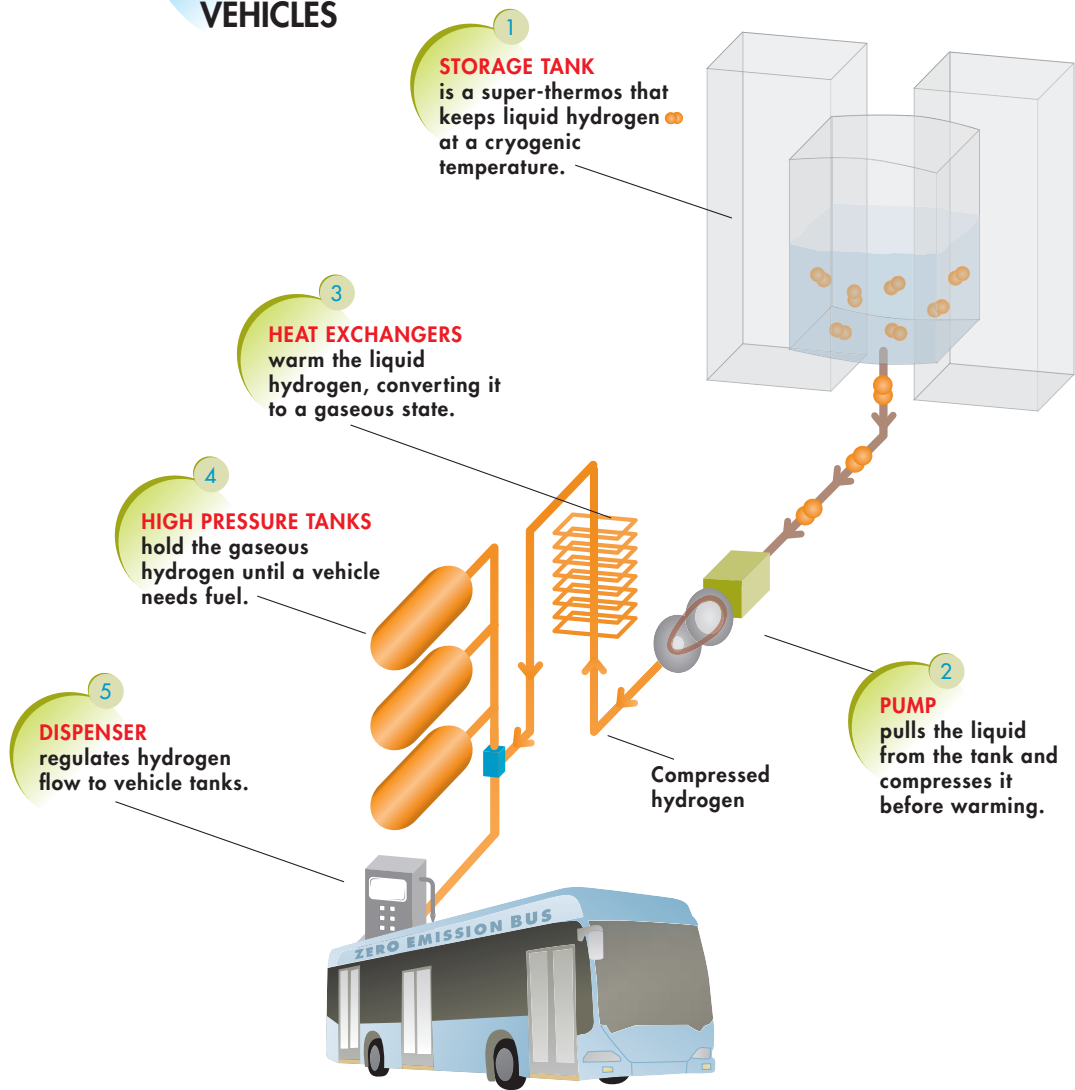 VEHICLES
1
STORAGE TANK
is a super-thermos that
keeps liquid hydrogen
at a cryogenic
temperature.
3
HEAT EXCHANGERS
warm the liquid
hydrogen, converting it
to a gaseous state.
4
HIGH PRESSURE TANKS
hold the gaseous
hydrogen until a vehicle
needs fuel.
5
DISPENSER
regulates hydrogen
flow to vehicle tanks.
2
PUMP
pulls the liquid
from the tank and
compresses it
before warming.
Compressed
hydrogen
ZERO EMISSION BUS